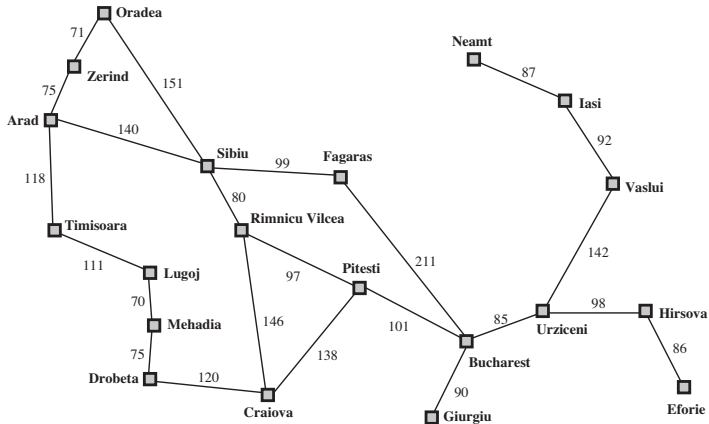 Oradea
71
Neamt
Zerind
87
151
75
Iasi
Arad
140
92
Sibiu
Fagaras
99
118
Vaslui
80
Timisoara
Rimnicu Vilcea
142
111
211
Lugoj
97
Pitesti
70
98
Hirsova
85
146
101
Urziceni
Mehadia
138
86
75
Bucharest
Drobeta
120
90
Craiova
Eforie
Giurgiu